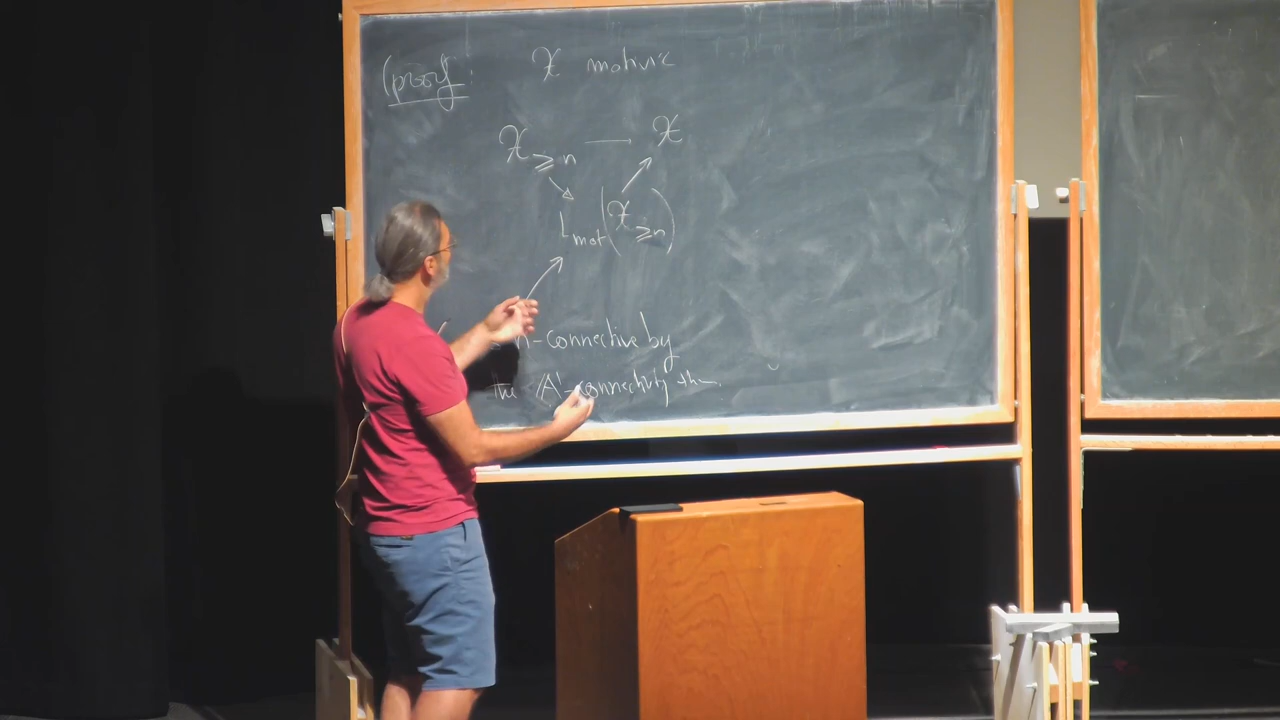 (proof: 𝒳 motivic
𝒳≥n → 𝒳
L_mot(𝒳≥n)
n-connective by
the A¹-connectivity thm.